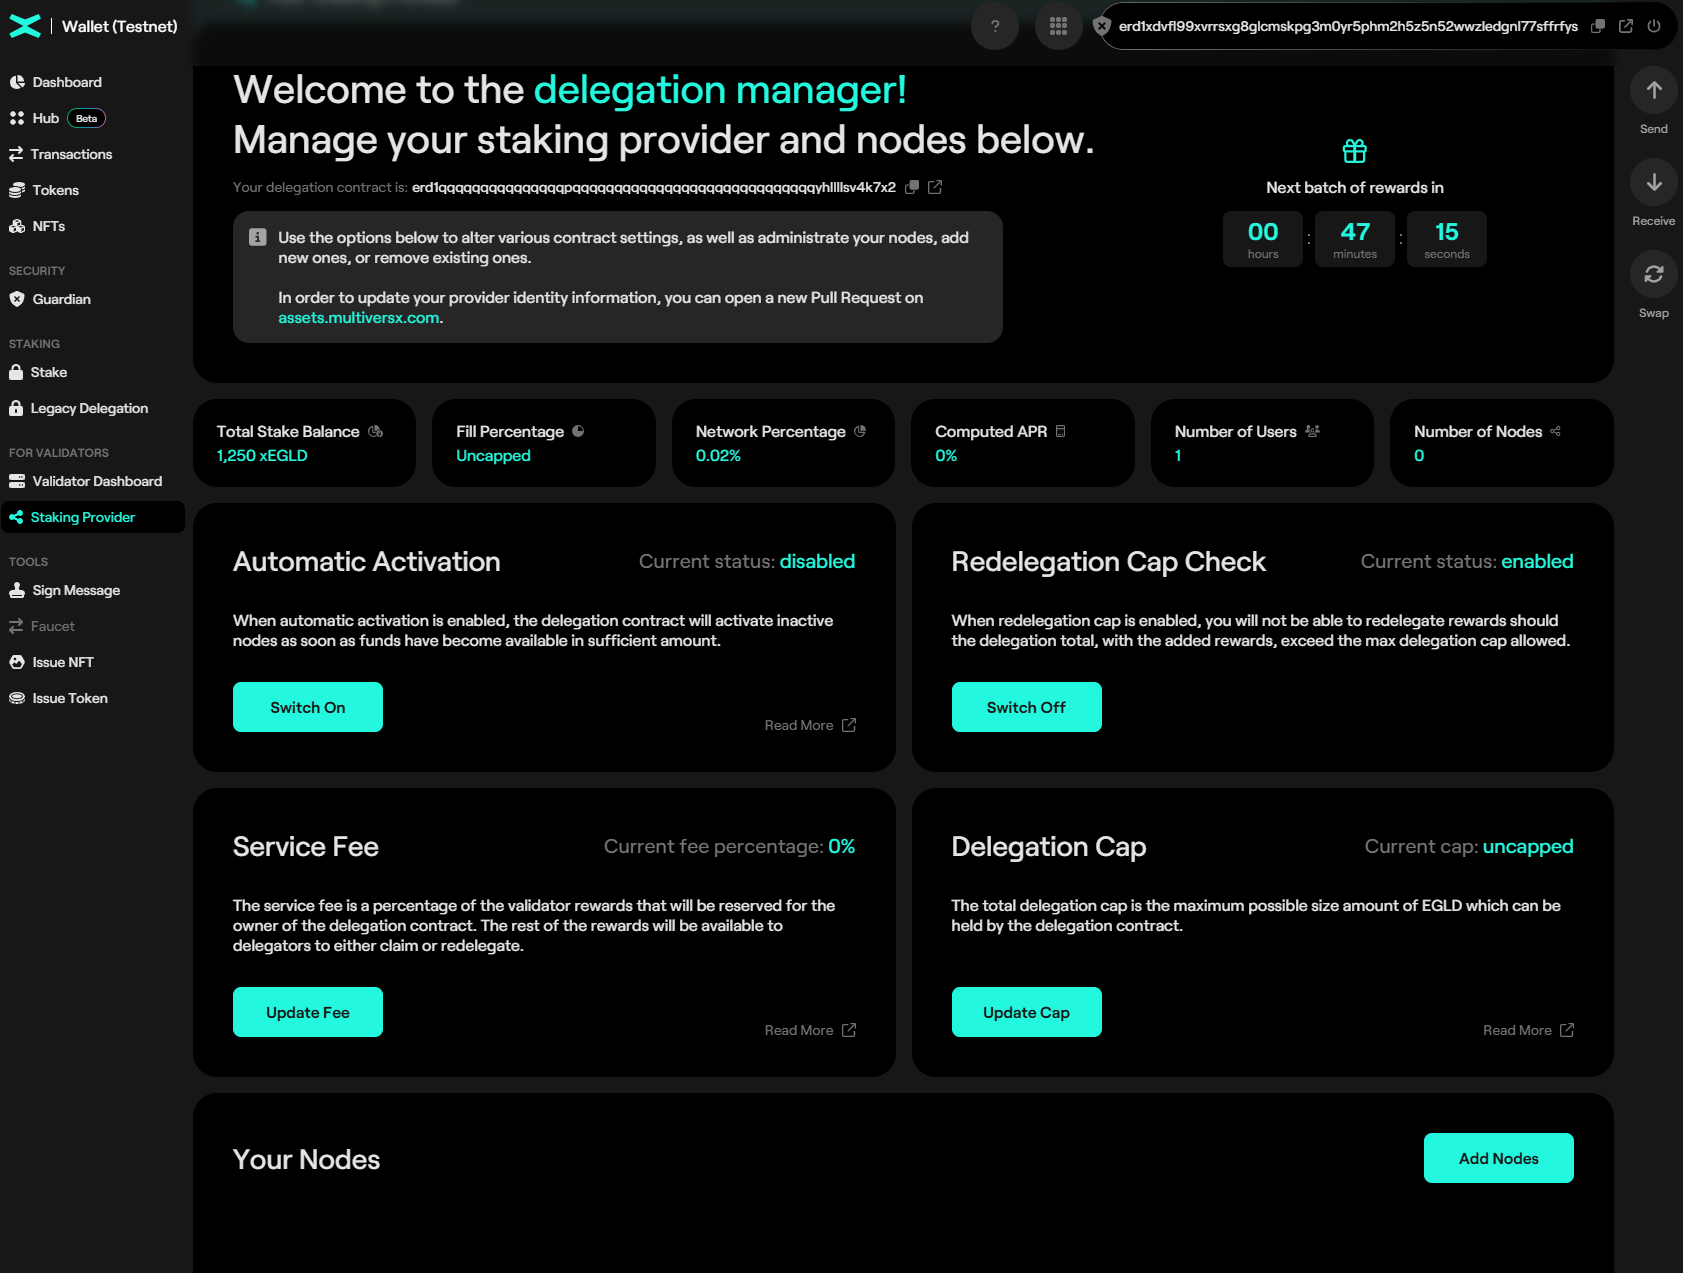 Wallet (Testnet)
?
erd1xdvfl99xvrrsxg8glcmskpg3m0yr5phm2h5z5n52wwzledgnl77sffrfys
Dashboard
Hub Beta
Transactions
Tokens
NFTs
SECURITY
Guardian
STAKING
Stake
Legacy Delegation
FOR VALIDATORS
Validator Dashboard
Staking Provider
TOOLS
Sign Message
Faucet
Issue NFT
Issue Token
Welcome to the delegation manager!
Manage your staking provider and nodes below.
Your delegation contract is:
Use the options below to alter various contract settings, as well as administrate your nodes, add
new ones, or remove existing ones.
In order to update your provider identity information, you can open a new Pull Request on
assets.multiversx.com.
Next batch of rewards in
00 : 47 : 15
hours minutes seconds
Send
Receive
Swap
Total Stake Balance
1,250 xEGLD
Fill Percentage
Uncapped
Network Percentage
0.02%
Computed APR
0%
Number of Users
1
Number of Nodes
0
Automatic Activation
Current status: disabled
When automatic activation is enabled, the delegation contract will activate inactive
nodes as soon as funds have become available in sufficient amount.
Switch On
Read More
Redelegation Cap Check
Current status: enabled
When redelegation cap is enabled, you will not be able to redelegate rewards should
the delegation total, with the added rewards, exceed the max delegation cap allowed.
Switch Off
Service Fee
Current fee percentage: 0%
The service fee is a percentage of the validator rewards that will be reserved for the
owner of the delegation contract. The rest of the rewards will be available to
delegators to either claim or redelegate.
Update Fee
Read More
Delegation Cap
Current cap: uncapped
The total delegation cap is the maximum possible size amount of EGLD which can be
held by the delegation contract.
Update Cap
Read More
Your Nodes
Add Nodes